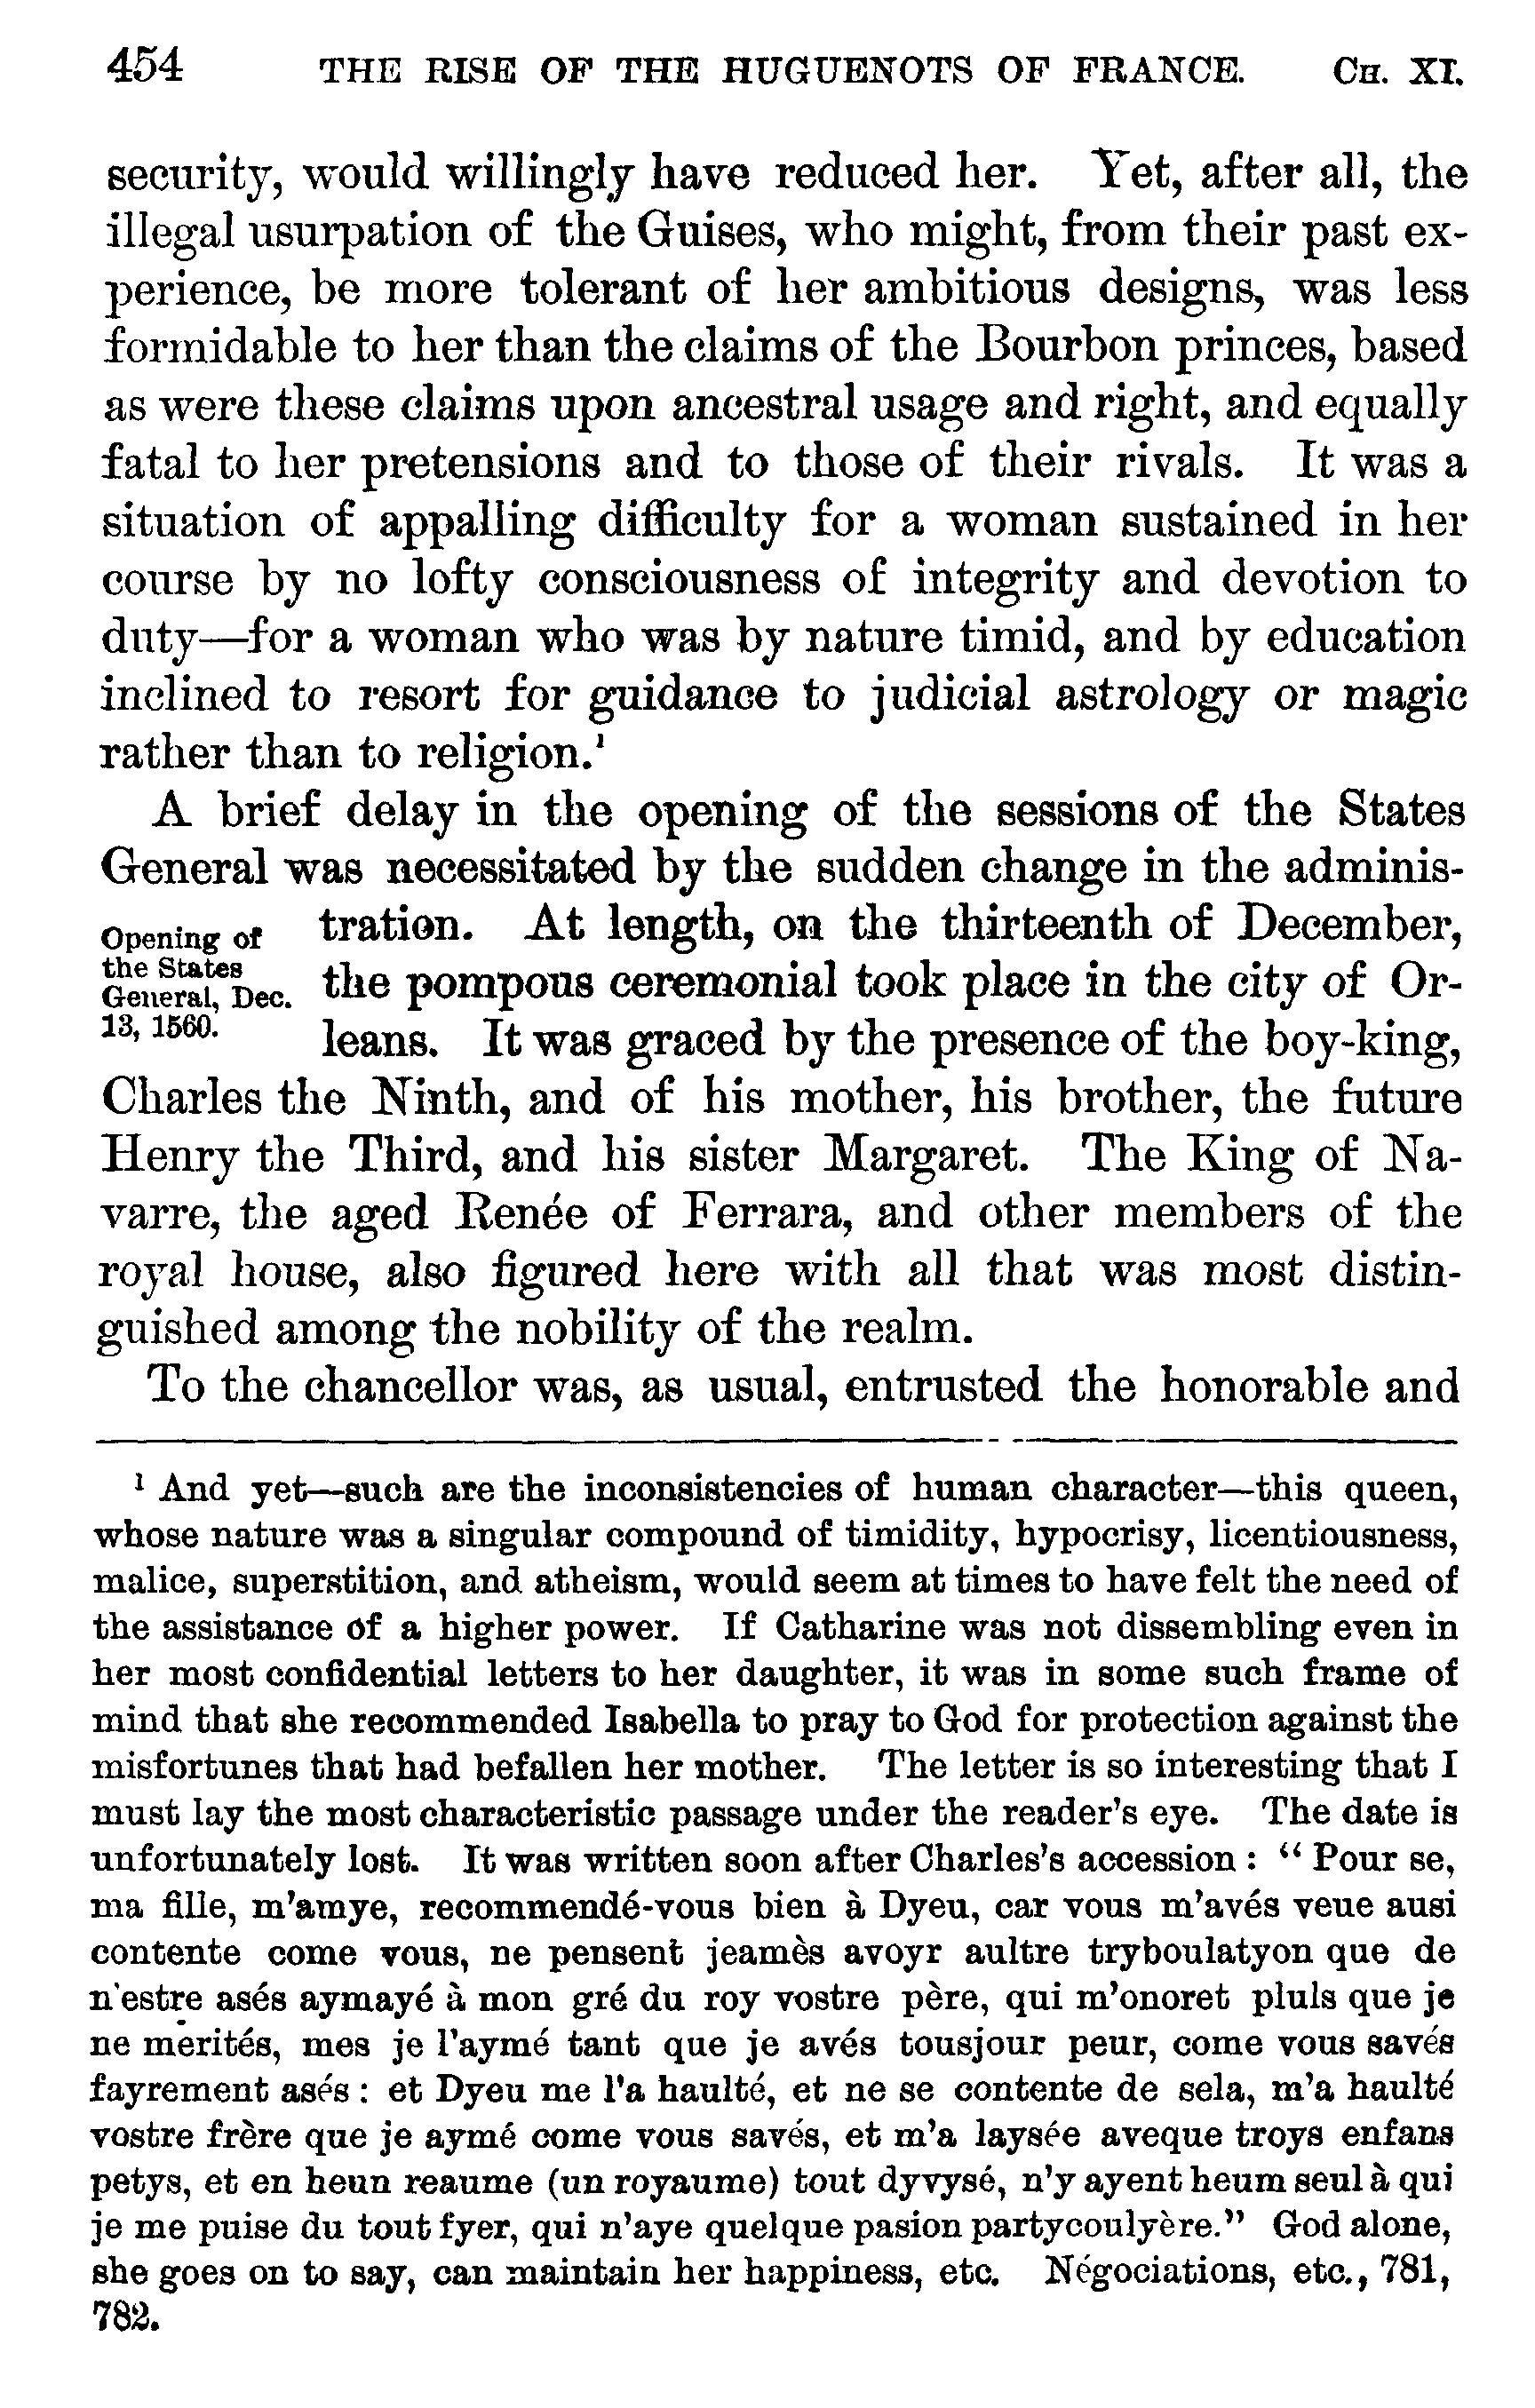 454 THE RISE OF THE HUGUENOTS OF FRANCE. CH. XI.
security, would willingly have reduced her. Yet, after all, the
illegal usurpation of the Guises, who might, from their past ex-
perience, be more tolerant of her ambitious designs, was less
formidable to her than the claims of the Bourbon princes, based
as were these claims upon ancestral usage and right, and equally
fatal to her pretensions and to those of their rivals. It was a
situation of appalling difficulty for a woman sustained in her
course by no lofty consciousness of integrity and devotion to
duty—for a woman who was by nature timid, and by education
inclined to resort for guidance to judicial astrology or magic
rather than to religion.¹
A brief delay in the opening of the sessions of the States
General was necessitated by the sudden change in the adminis-
Opening of
the States
General, Dec.
13, 1560.
tration. At length, on the thirteenth of December,
the pompous ceremonial took place in the city of Or-
leans. It was graced by the presence of the boy-king,
Charles the Ninth, and of his mother, his brother, the future
Henry the Third, and his sister Margaret. The King of Na-
varre, the aged Renée of Ferrara, and other members of the
royal house, also figured here with all that was most distin-
guished among the nobility of the realm.
To the chancellor was, as usual, entrusted the honorable and
¹ And yet—such are the inconsistencies of human character—this queen,
whose nature was a singular compound of timidity, hypocrisy, licentiousness,
malice, superstition, and atheism, would seem at times to have felt the need of
the assistance of a higher power. If Catharine was not dissembling even in
her most confidential letters to her daughter, it was in some such frame of
mind that she recommended Isabella to pray to God for protection against the
misfortunes that had befallen her mother. The letter is so interesting that I
must lay the most characteristic passage under the reader's eye. The date is
unfortunately lost. It was written soon after Charles's accession : " Pour se,
ma fille, m'amye, recommendé-vous bien à Dyeu, car vous m'avés veue ausi
contente come vous, ne pensent jeamès avoyr aultre tryboulatyon que de
n'estre asés aymayé à mon gré du roy vostre père, qui m'onoret pluls que je
ne mérités, mes je l'aymé tant que je avés tousjour peur, come vous savés
fayrement asés : et Dyeu me l'a haulté, et ne se contente de sela, m'a haulté
vostre frère que je aymé come vous savés, et m'a laysée aveque troys enfans
petys, et en heun reaume (un royaume) tout dyvysé, n'y ayent heum seul à qui
je me puise du tout fyer, qui n'aye quelque pasion partycoulyère." God alone,
she goes on to say, can maintain her happiness, etc. Négociations, etc., 781,
782.